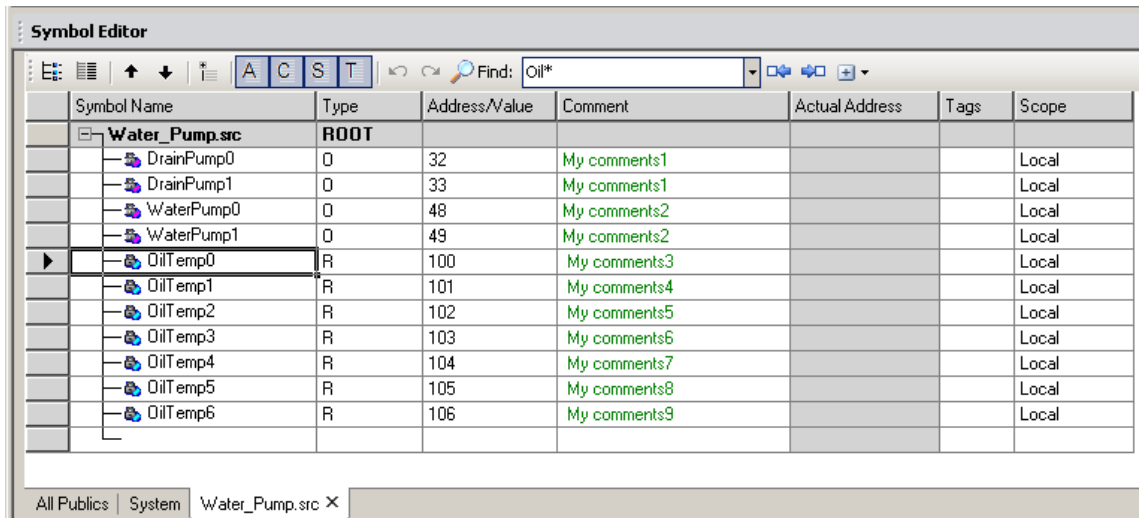 Symbol Editor
A C S T Find: Oil*
Symbol Name Type Address/Value Comment Actual Address Tags Scope
Water_Pump.src ROOT
DrainPump0 O 32 My comments1 Local
DrainPump1 O 33 My comments1 Local
WaterPump0 O 48 My comments2 Local
WaterPump1 O 49 My comments2 Local
OilTemp0 R 100 My comments3 Local
OilTemp1 R 101 My comments4 Local
OilTemp2 R 102 My comments5 Local
OilTemp3 R 103 My comments6 Local
OilTemp4 R 104 My comments7 Local
OilTemp5 R 105 My comments8 Local
OilTemp6 R 106 My comments9 Local
All Publics System Water_Pump.src